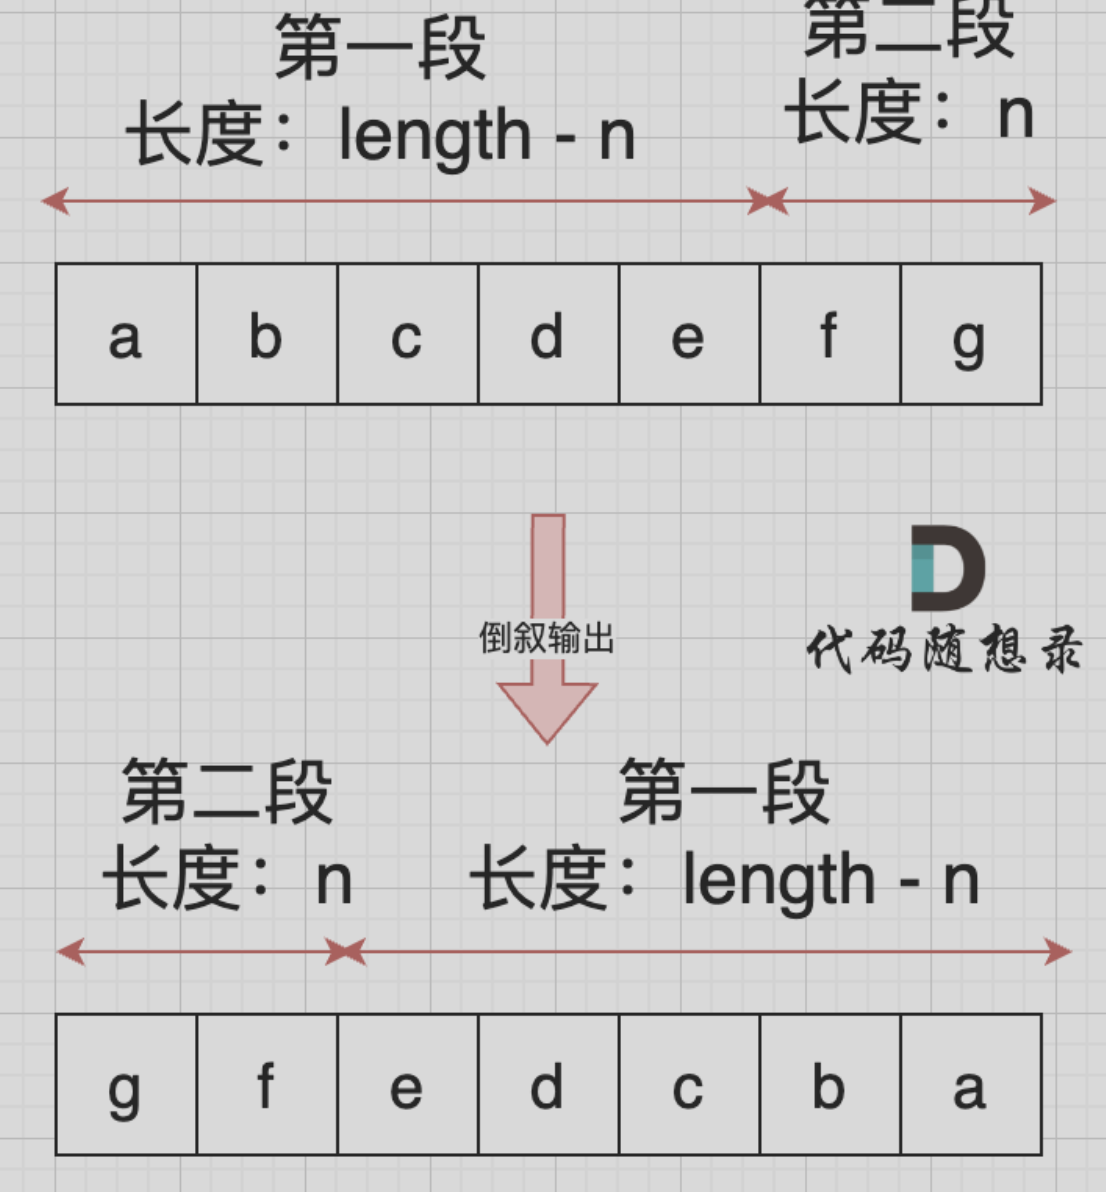 第一段
长度：length - n
第二段
长度：n
a b c d e f g
倒叙输出
代码随想录
第二段
长度：n
第一段
长度：length - n
g f e d c b a